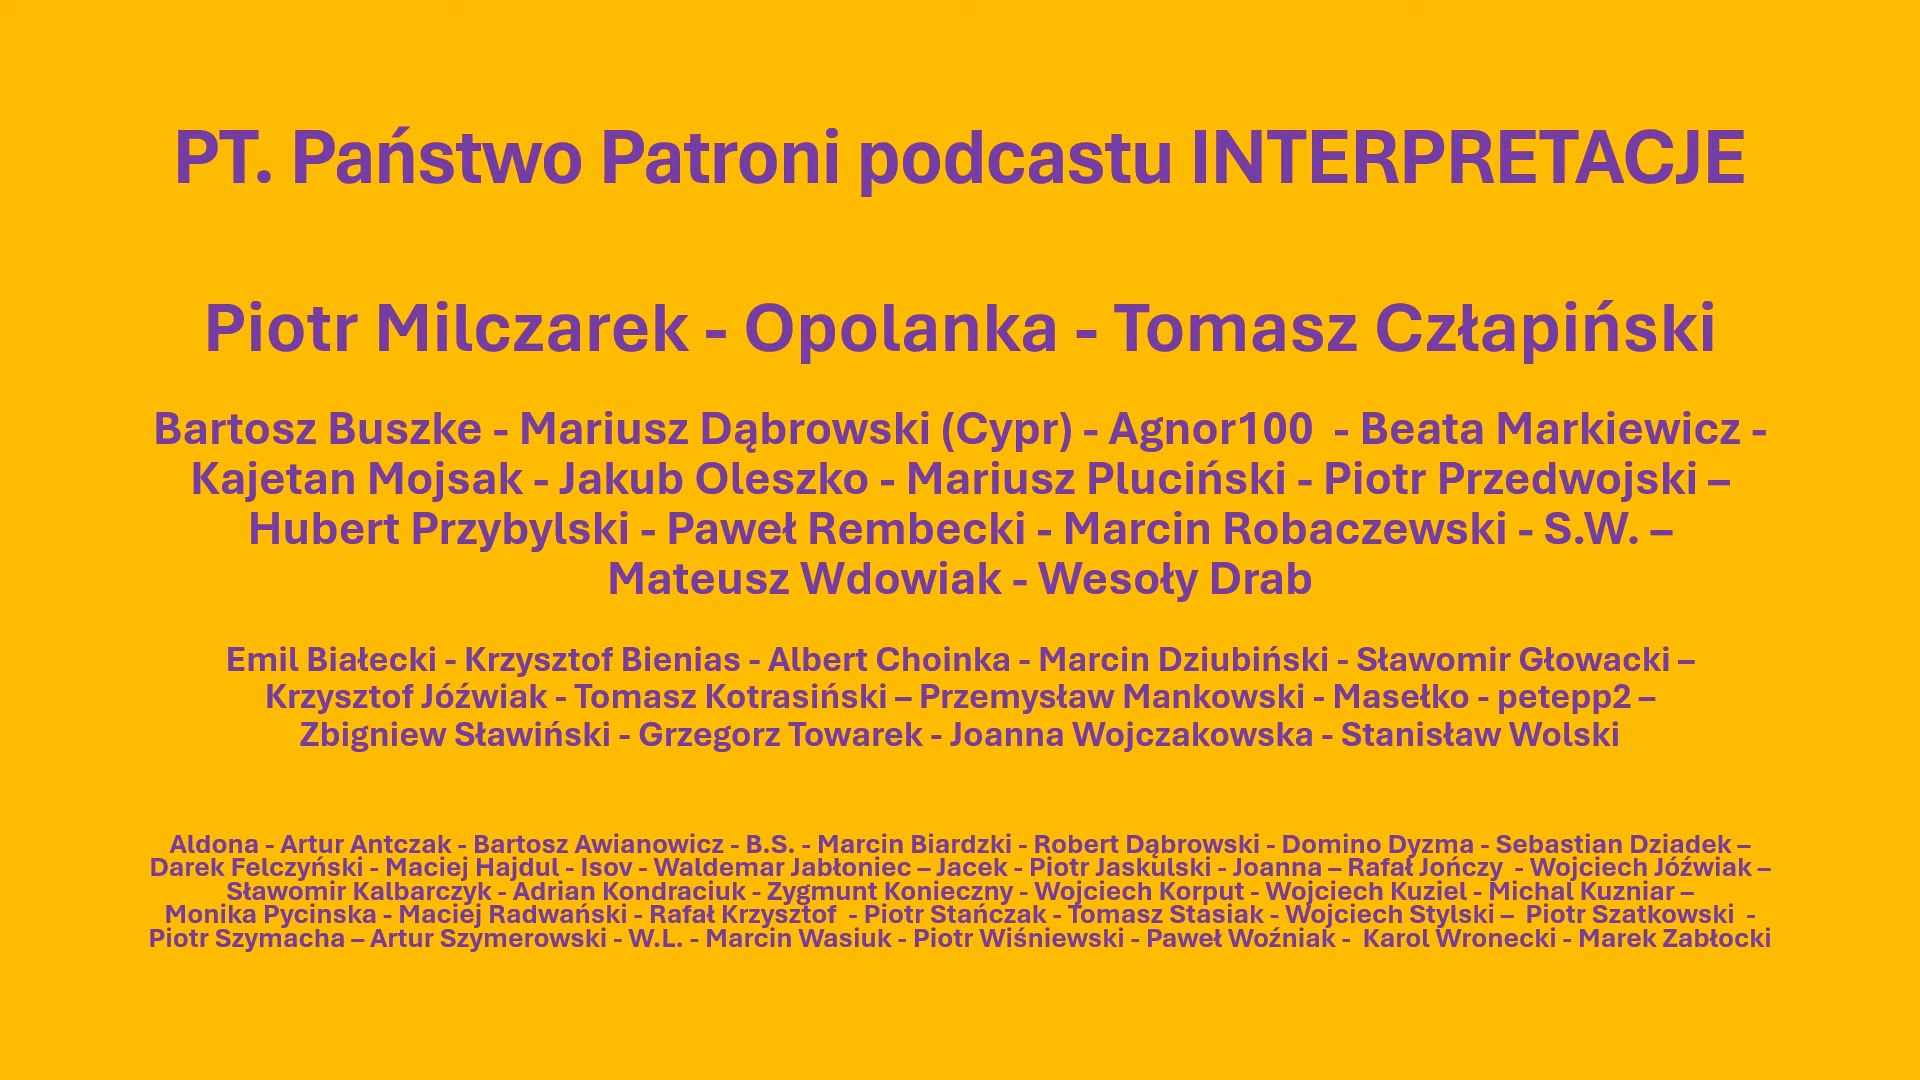 PT. Państwo Patroni podcastu INTERPRETACJE
Piotr Milczarek - Opolanka - Tomasz Człapiński
Bartosz Buszke - Mariusz Dąbrowski (Cypr) - Agnor100  - Beata Markiewicz -
Kajetan Mojsak - Jakub Oleszko - Mariusz Pluciński - Piotr Przedwojski –
Hubert Przybylski - Paweł Rembecki - Marcin Robaczewski - S.W. –
Mateusz Wdowiak - Wesoły Drab
Emil Białecki - Krzysztof Bienias - Albert Choinka - Marcin Dziubiński - Sławomir Głowacki –
Krzysztof Jóźwiak - Tomasz Kotrasiński – Przemysław Mankowski - Masełko - petepp2 –
Zbigniew Sławiński - Grzegorz Towarek - Joanna Wojczakowska - Stanisław Wolski
Aldona - Artur Antczak - Bartosz Awianowicz - B.S. - Marcin Biardzki - Robert Dąbrowski - Domino Dyzma - Sebastian Dziadek –
Darek Felczyński - Maciej Hajdul - Isov - Waldemar Jabłoniec – Jacek - Piotr Jaskulski - Joanna – Rafał Jończy  - Wojciech Jóźwiak –
Sławomir Kalbarczyk - Adrian Kondraciuk - Zygmunt Konieczny - Wojciech Korput - Wojciech Kuziel - Michal Kuzniar –
Monika Pycinska - Maciej Radwański - Rafał Krzysztof  - Piotr Stańczak - Tomasz Stasiak - Wojciech Stylski –  Piotr Szatkowski  -
Piotr Szymacha – Artur Szymerowski - W.L. - Marcin Wasiuk - Piotr Wiśniewski - Paweł Woźniak -  Karol Wronecki - Marek Zabłocki